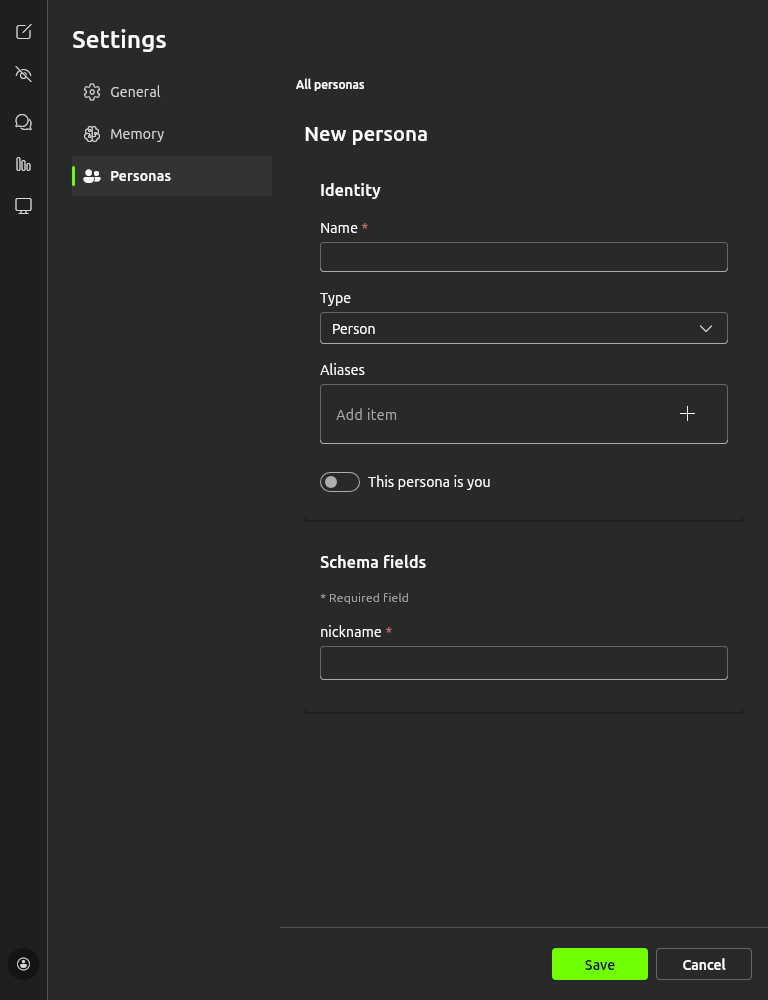 Settings
General
Memory
Personas
All personas
New persona
Identity
Name *
Type
Person
Aliases
Add item
This persona is you
Schema fields
* Required field
nickname *
Save
Cancel